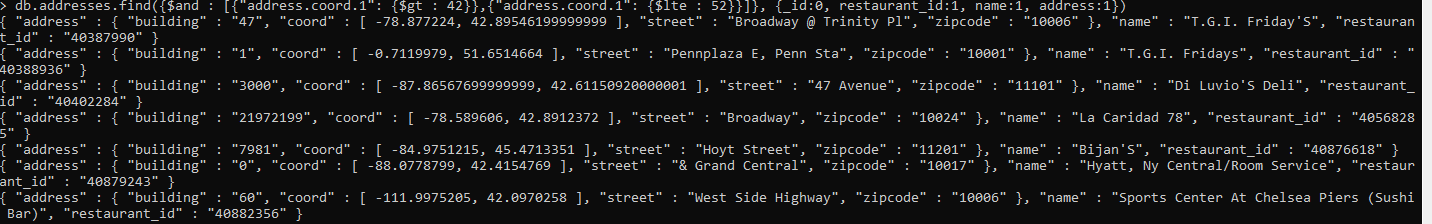 > db.addresses.find({$and : [{"address.coord.1": {$gt : 42}},{"address.coord.1": {$lte : 52}}]}, {_id:0, restaurant_id:1, name:1, address:1})
{ "address" : { "building" : "47", "coord" : [ -78.877224, 42.89546199999999 ], "street" : "Broadway @ Trinity Pl", "zipcode" : "10006" }, "name" : "T.G.I. Friday'S", "restauran
t_id" : "40387990" }
{ "address" : { "building" : "1", "coord" : [ -0.7119979, 51.6514664 ], "street" : "Pennplaza E, Penn Sta", "zipcode" : "10001" }, "name" : "T.G.I. Fridays", "restaurant_id" : "
40388936" }
{ "address" : { "building" : "3000", "coord" : [ -87.86567699999999, 42.61150920000001 ], "street" : "47 Avenue", "zipcode" : "11101" }, "name" : "Di Luvio'S Deli", "restaurant_
id" : "40402284" }
{ "address" : { "building" : "21972199", "coord" : [ -78.589606, 42.8912372 ], "street" : "Broadway", "zipcode" : "10024" }, "name" : "La Caridad 78", "restaurant_id" : "4056828
5" }
{ "address" : { "building" : "7981", "coord" : [ -84.9751215, 45.4713351 ], "street" : "Hoyt Street", "zipcode" : "11201" }, "name" : "Bijan'S", "restaurant_id" : "40876618" }
{ "address" : { "building" : "0", "coord" : [ -88.0778799, 42.4154769 ], "street" : "& Grand Central", "zipcode" : "10017" }, "name" : "Hyatt, Ny Central/Room Service", "restaur
ant_id" : "40879243" }
{ "address" : { "building" : "60", "coord" : [ -111.9975205, 42.0970258 ], "street" : "West Side Highway", "zipcode" : "10006" }, "name" : "Sports Center At Chelsea Piers (Sushi
 Bar)", "restaurant_id" : "40882356" }